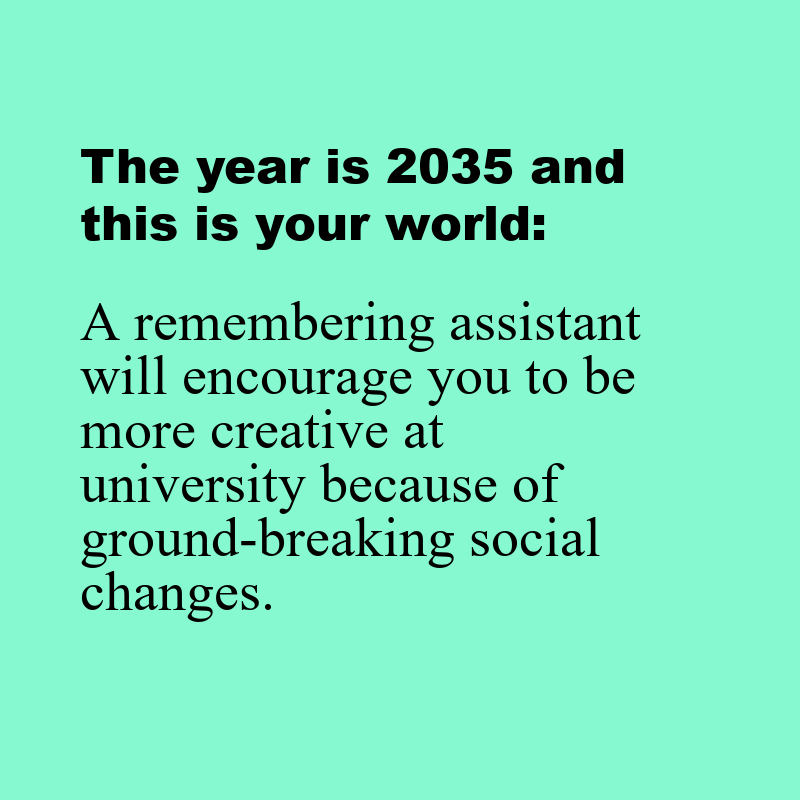 The year is 2035 and
this is your world:
A remembering assistant
will encourage you to be
more creative at
university because of
ground-breaking social
changes.